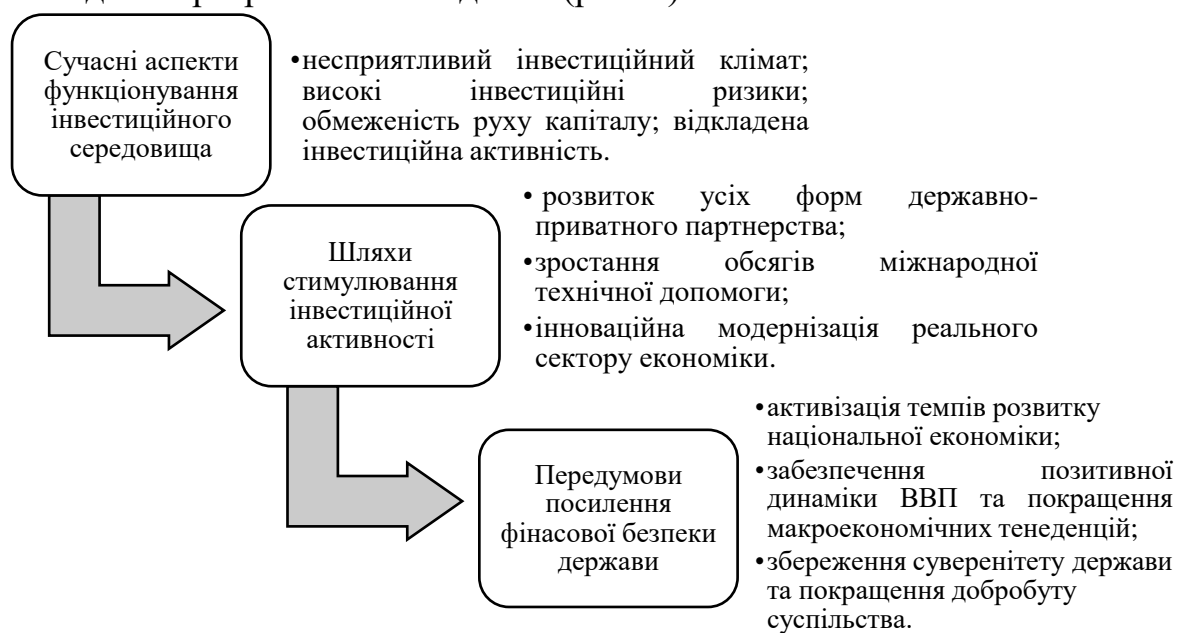 Сучасні аспекти
функціонування
інвестиційного
середовища
•несприятливий інвестиційний клімат;
високі інвестиційні ризики;
обмеженість руху капіталу; відкладена
інвестиційна активність.
Шляхи
стимулювання
інвестиційної
активності
• розвиток усіх форм державно-
приватного партнерства;
•зростання обсягів міжнародної
технічної допомоги;
•інноваційна модернізація реального
сектору економіки.
Передумови
посилення
фінасової безпеки
держави
•активізація темпів розвитку
національної економіки;
•забезпечення позитивної
динаміки ВВП та покращення
макроекономічних тенеденцій;
•збереження суверенітету держави
та покращення добробуту
суспільства.